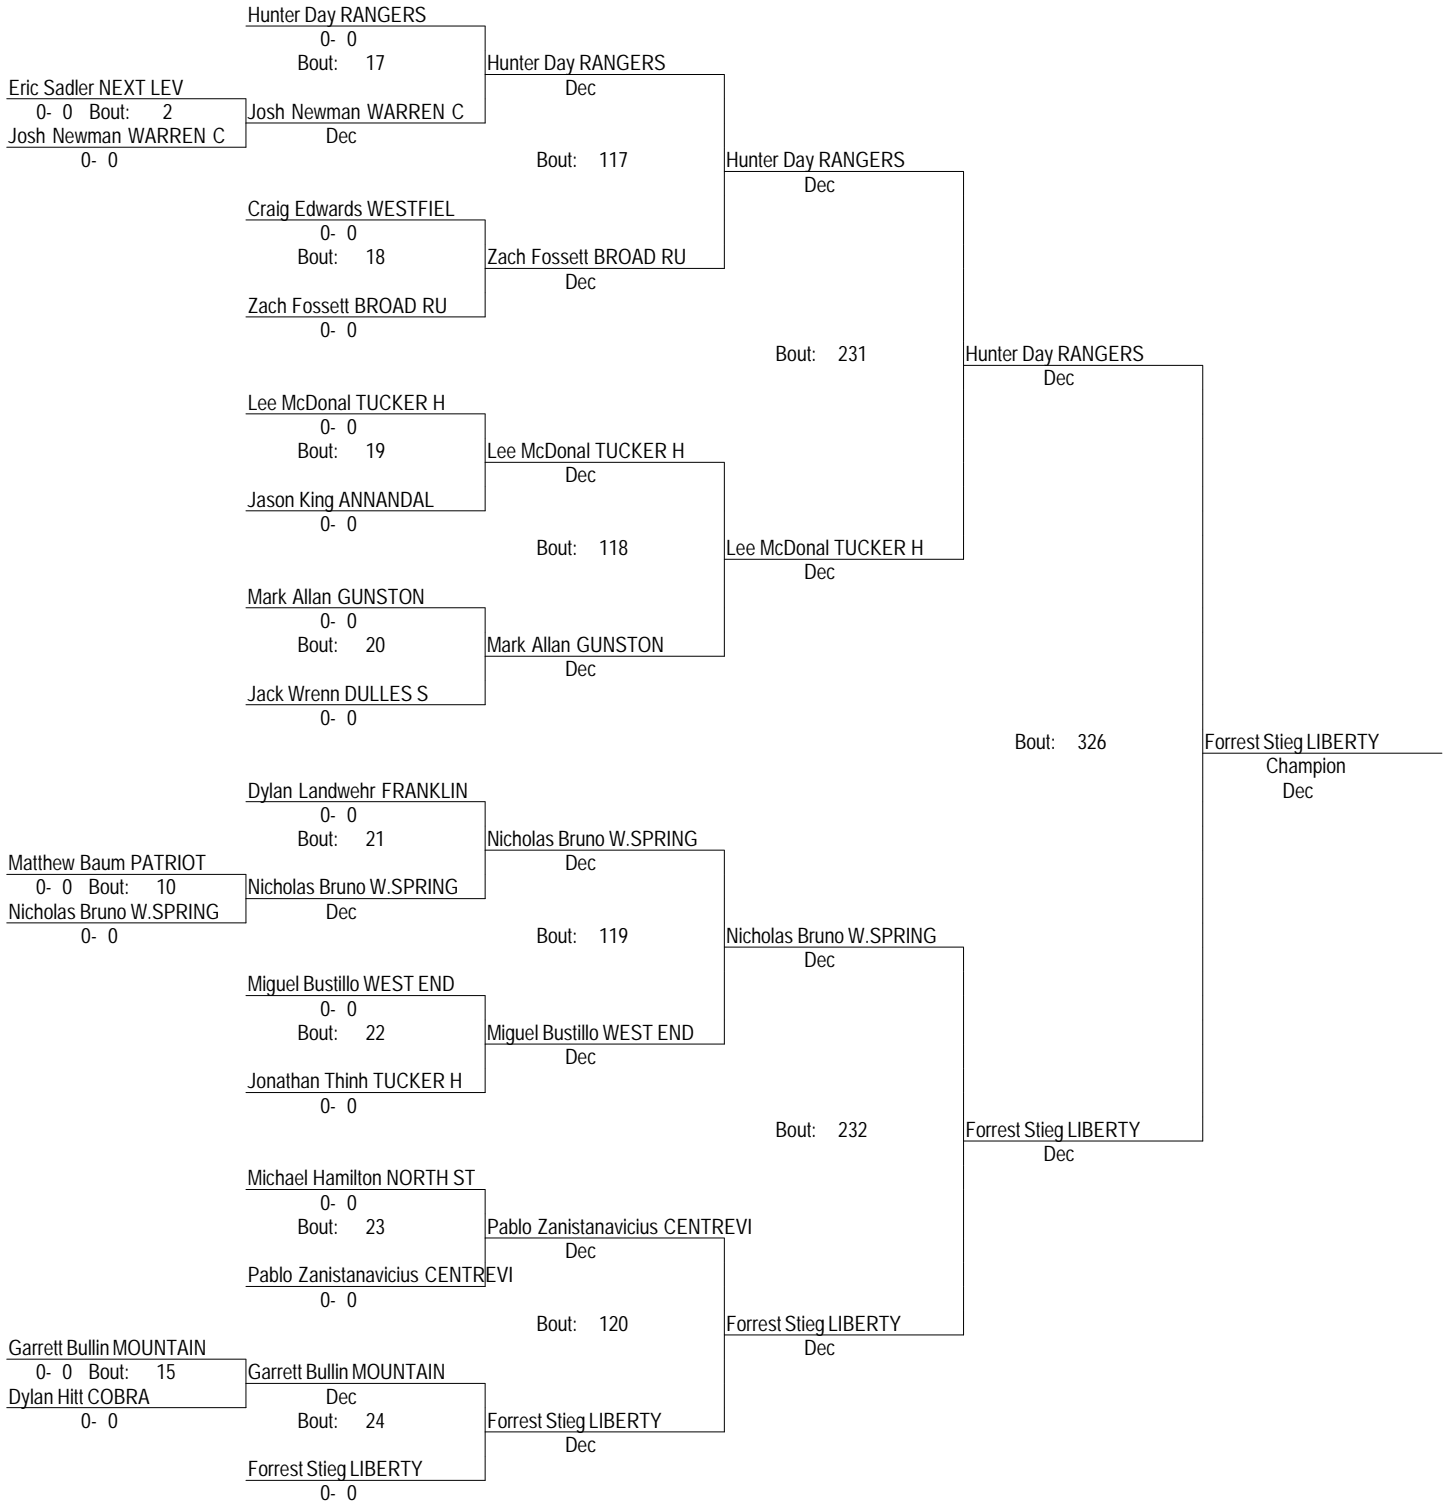 Hunter Day RANGERS
0- 0
Bout: 17
Hunter Day RANGERS
Dec
Eric Sadler NEXT LEV
0- 0 Bout: 2
Josh Newman WARREN C
Dec
Josh Newman WARREN C
0- 0
Bout: 117
Hunter Day RANGERS
Dec
Craig Edwards WESTFIEL
0- 0
Bout: 18
Zach Fossett BROAD RU
Dec
Zach Fossett BROAD RU
0- 0
Bout: 231
Hunter Day RANGERS
Dec
Lee McDonal TUCKER H
0- 0
Bout: 19
Lee McDonal TUCKER H
Dec
Jason King ANNANDAL
0- 0
Bout: 118
Lee McDonal TUCKER H
Dec
Mark Allan GUNSTON
0- 0
Bout: 20
Mark Allan GUNSTON
Dec
Jack Wrenn DULLES S
0- 0
Bout: 326
Forrest Stieg LIBERTY
Champion
Dec
Dylan Landwehr FRANKLIN
0- 0
Bout: 21
Nicholas Bruno W.SPRING
Dec
Matthew Baum PATRIOT
0- 0 Bout: 10
Nicholas Bruno W.SPRING
Dec
Nicholas Bruno W.SPRING
0- 0
Bout: 119
Nicholas Bruno W.SPRING
Dec
Miguel Bustillo WEST END
0- 0
Bout: 22
Miguel Bustillo WEST END
Dec
Jonathan Thinh TUCKER H
0- 0
Bout: 232
Forrest Stieg LIBERTY
Dec
Michael Hamilton NORTH ST
0- 0
Bout: 23
Pablo Zanistanavicius CENTREVI
Dec
Pablo Zanistanavicius CENTREVI
0- 0
Bout: 120
Forrest Stieg LIBERTY
Dec
Garrett Bullin MOUNTAIN
0- 0 Bout: 15
Garrett Bullin MOUNTAIN
Dec
Dylan Hitt COBRA
0- 0
Bout: 24
Forrest Stieg LIBERTY
Dec
Forrest Stieg LIBERTY
0- 0